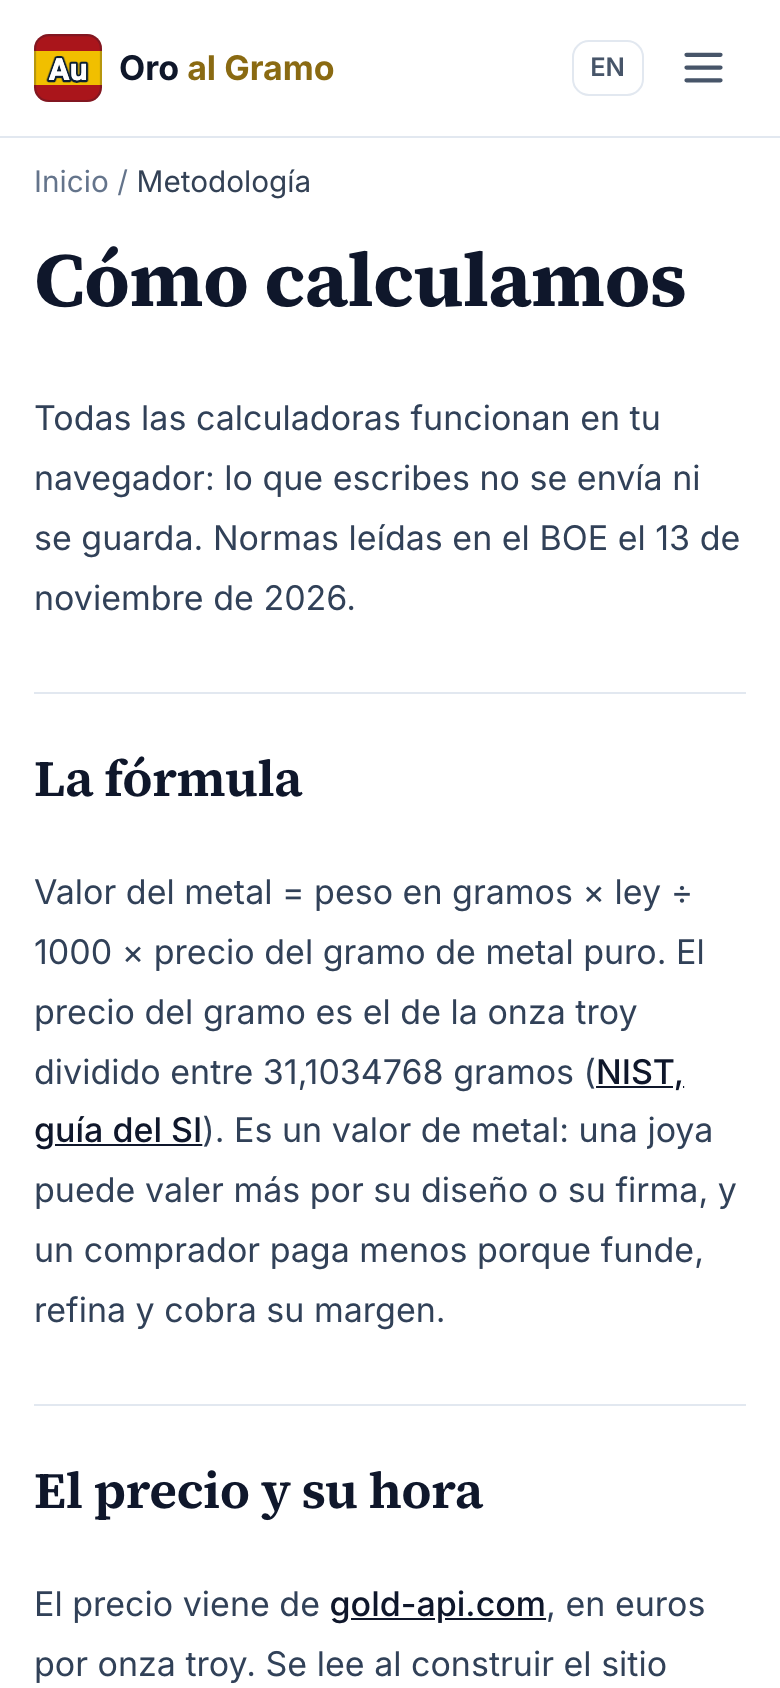 Au
Oro al Gramo
EN
Inicio / Metodología
Cómo calculamos
Todas las calculadoras funcionan en tu
navegador: lo que escribes no se envía ni
se guarda. Normas leídas en el BOE el 13 de
noviembre de 2026.
La fórmula
Valor del metal = peso en gramos × ley ÷
1000 × precio del gramo de metal puro. El
precio del gramo es el de la onza troy
dividido entre 31,1034768 gramos (NIST,
guía del SI). Es un valor de metal: una joya
puede valer más por su diseño o su firma, y
un comprador paga menos porque funde,
refina y cobra su margen.
El precio y su hora
El precio viene de gold-api.com, en euros
por onza troy. Se lee al construir el sitio